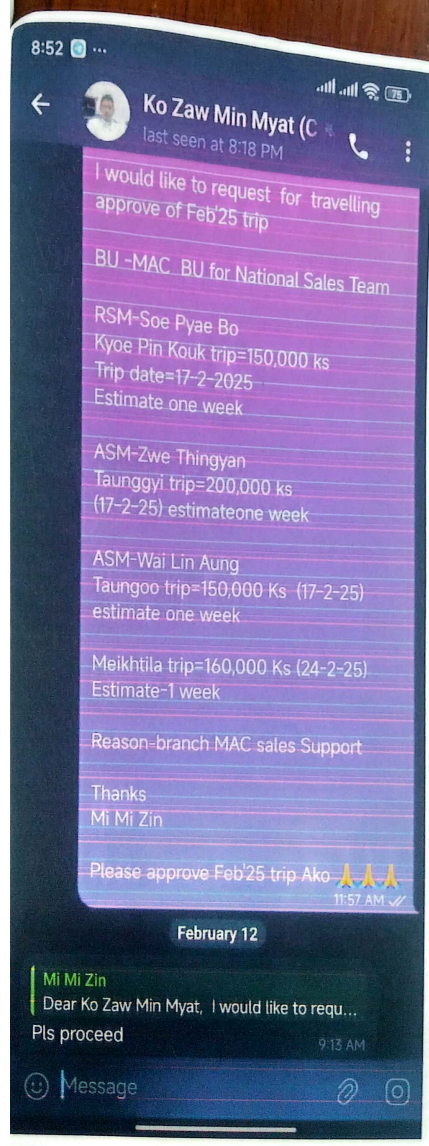 8:52
75
Ko Zaw Min Myat (C
last seen at 8:18 PM
I would like to request for travelling
approve of Feb'25 trip
BU -MAC BU for National Sales Team
RSM-Soe Pyae Bo
Kyoe Pin Kouk trip=150,000 ks
Trip date=17-2-2025
Estimate one week
ASM-Zwe Thingyan
Taunggyi trip=200,000 ks
(17-2-25) estimateone week
ASM-Wai Lin Aung
Taungoo trip=150,000 Ks (17-2-25)
estimate one week
Meikhtila trip=160,000 Ks (24-2-25)
Estimate-1 week
Reason-branch MAC sales Support
Thanks
Mi Mi Zin
Please approve Feb'25 trip Ako 🙏🙏🙏
11:57 AM
February 12
Mi Mi Zin
Dear Ko Zaw Min Myat, I would like to requ...
Pls proceed
9:13 AM
Message